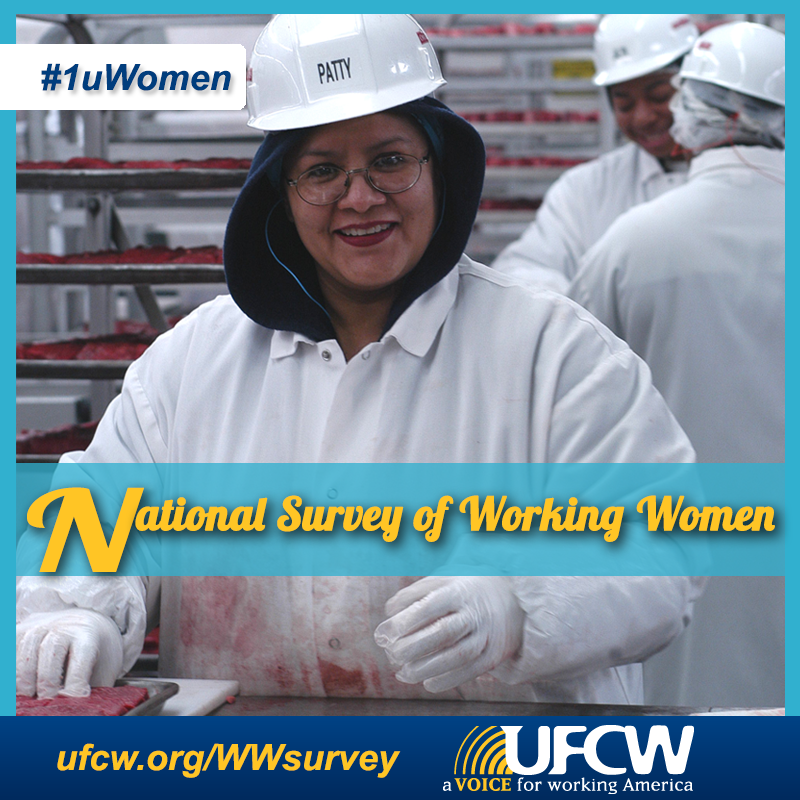 #1uWomen
PATTY
National Survey of Working Women
ufcw.org/WWsurvey
UFCW
a VOICE for working America